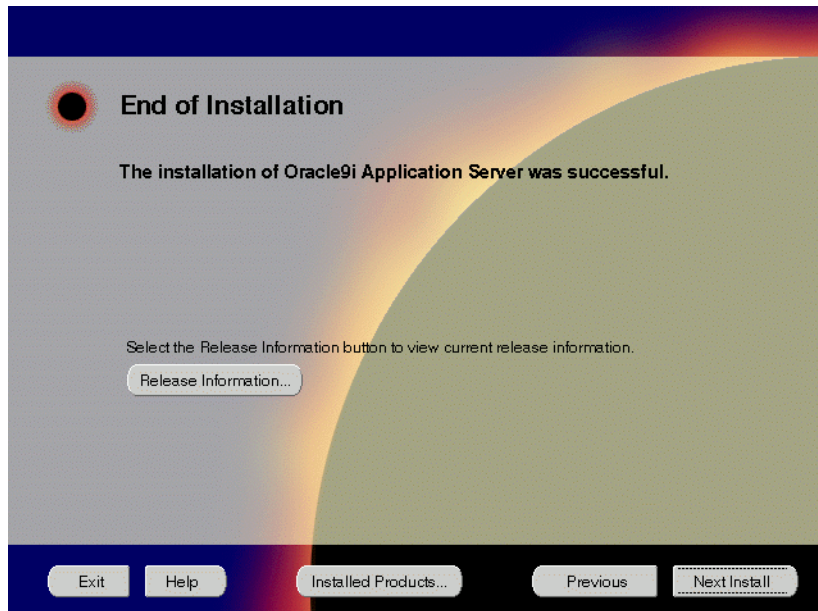 End of Installation
The installation of Oracle9i Application Server was successful.
Select the Release Information button to view current release information.
Release Information...
Exit
Help
Installed Products...
Previous
Next Install